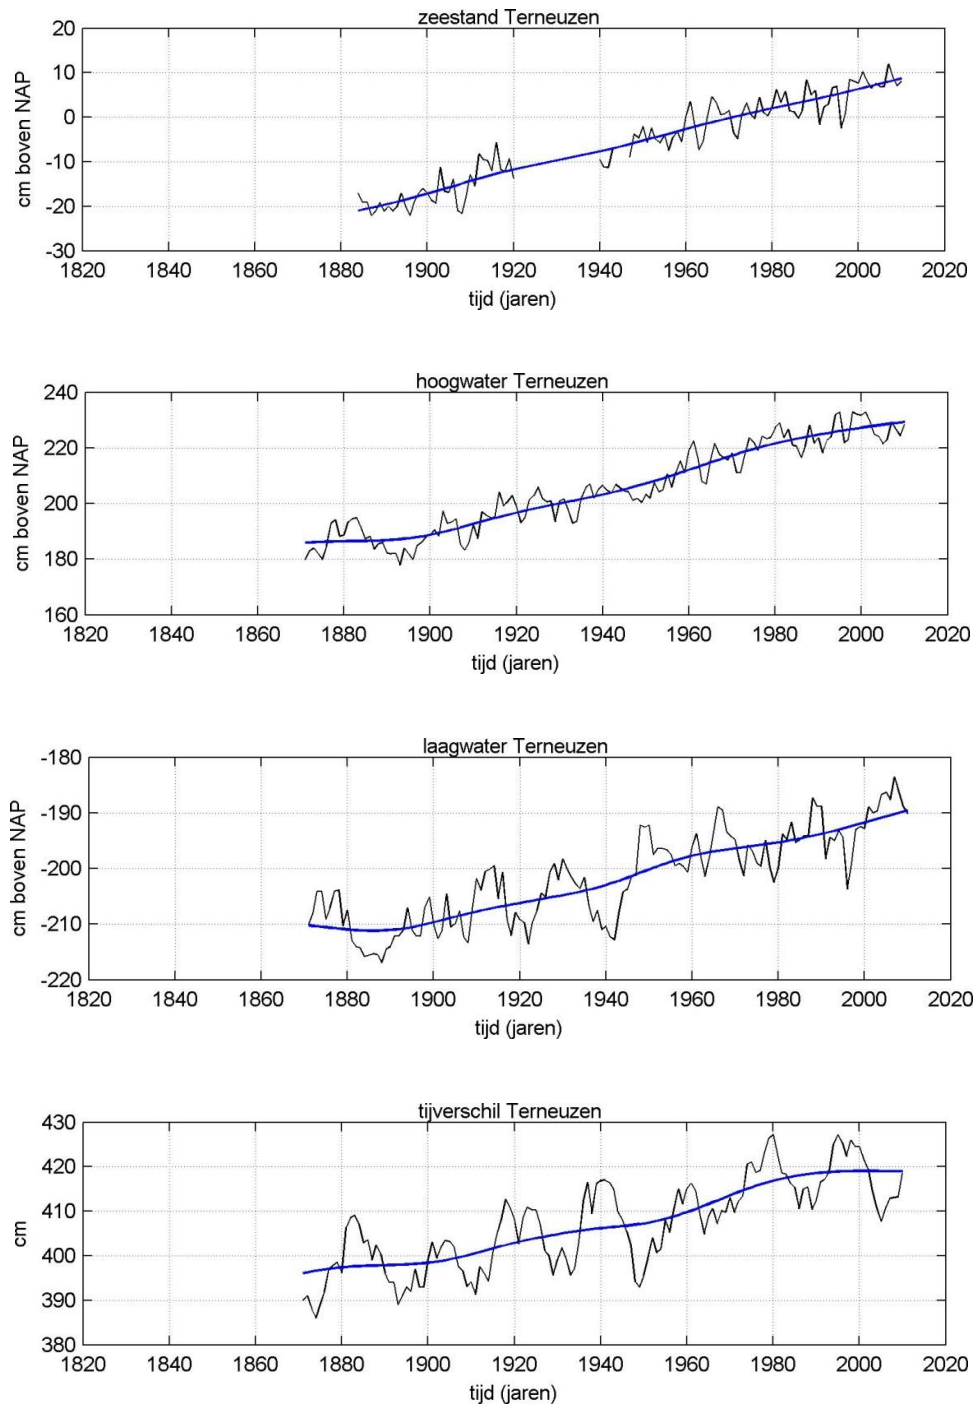 zeestand Terneuzen
cm boven NAP
20
10
0
-10
-20
-30
1820 1840 1860 1880 1900 1920 1940 1960 1980 2000 2020
tijd (jaren)
hoogwater Terneuzen
cm boven NAP
240
220
200
180
160
1820 1840 1860 1880 1900 1920 1940 1960 1980 2000 2020
tijd (jaren)
laagwater Terneuzen
cm boven NAP
-180
-190
-200
-210
-220
1820 1840 1860 1880 1900 1920 1940 1960 1980 2000 2020
tijd (jaren)
tijverschil Terneuzen
cm
430
420
410
400
390
380
1820 1840 1860 1880 1900 1920 1940 1960 1980 2000 2020
tijd (jaren)